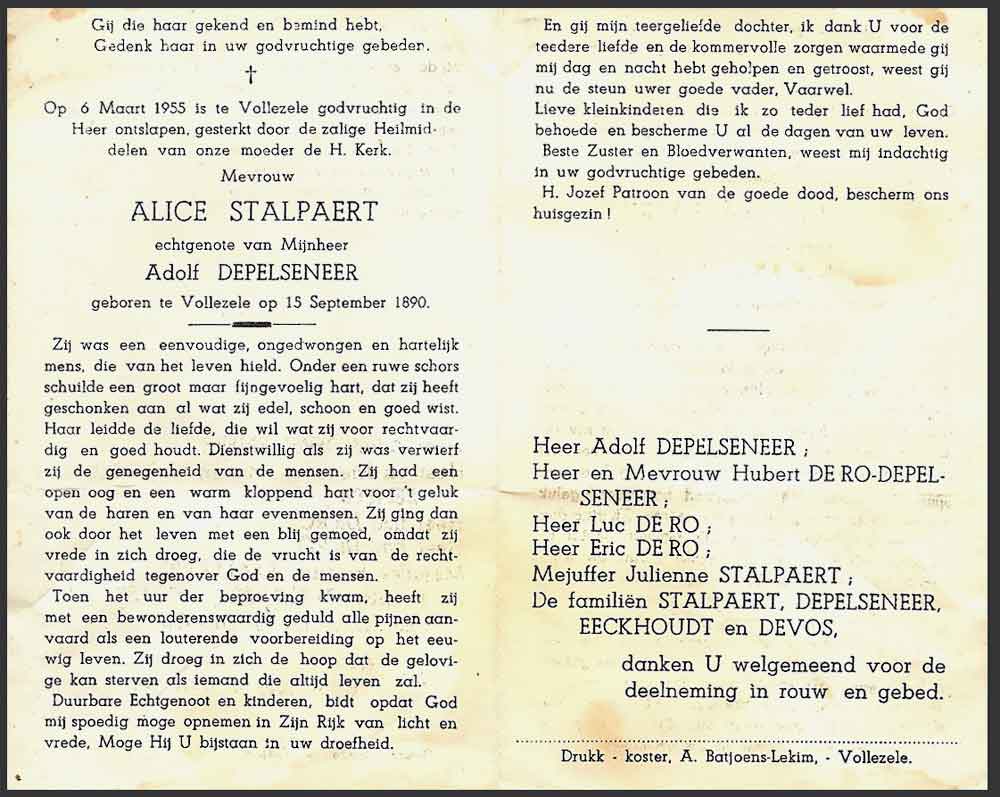 Gij die haar gekend en bemind hebt,
Gedenk haar in uw godvruchtige gebeden.
†
Op 6 Maart 1955 is te Vollezele godvruchtig in de
Heer ontslapen, gesterkt door de zalige Heilmid-
delen van onze moeder de H. Kerk.
Mevrouw
ALICE STALPAERT
echtgenote van Mijnheer
Adolf DEPELSENEER
geboren te Vollezele op 15 September 1890.
Zij was een eenvoudige, ongedwongen en hartelijk
mens, die van het leven hield. Onder een ruwe schors
schuilde een groot maar fijngevoelig hart, dat zij heeft
geschonken aan al wat zij edel, schoon en goed wist.
Haar leidde de liefde, die wil wat zij voor rechtvaar-
dig en goed houdt. Dienstwillig als zij was verwierf
zij de genegenheid van de mensen. Zij had een
open oog en een warm kloppend hart voor 't geluk
van de haren en van haar evenmensen. Zij ging dan
ook door het leven met een blij gemoed, omdat zij
vrede in zich droeg, die de vrucht is van de recht-
vaardigheid tegenover God en de mensen.
Toen het uur der beproeving kwam, heeft zij
met een bewonderenswaardig geduld alle pijnen aan-
vaard als een louterende voorbereiding op het eeu-
wig leven. Zij droeg in zich de hoop dat de gelovi-
ge kan sterven als iemand die altijd leven zal.
Duurbare Echtgenoot en kinderen, bidt opdat God
mij spoedig moge opnemen in Zijn Rijk van licht en
vrede, Moge Hij U bijstaan in uw droefheid.
En gij mijn teergeliefde dochter, ik dank U voor de
teedere liefde en de kommervolle zorgen waarmede gij
mij dag en nacht hebt geholpen en getroost, weest gij
nu de steun uwer goede vader, Vaarwel.
Lieve kleinkinderen die ik zo teder lief had, God
behoede en bescherme U al de dagen van uw leven.
Beste Zuster en Bloedverwanten, weest mij indachtig
in uw godvruchtige gebeden.
H. Jozef Patroon van de goede dood, bescherm ons
huisgezin !
Heer Adolf DEPELSENEER ;
Heer en Mevrouw Hubert DE RO-DEPEL-
SENEER ;
Heer Luc DE RO ;
Heer Eric DE RO ;
Mejuffer Julienne STALPAERT ;
De familiën STALPAERT, DEPELSENEER,
EECKHOUDT en DEVOS,
danken U welgemeend voor de
deelneming in rouw en gebed.
Drukk - koster, A. Batjoens-Lekim, - Vollezele.